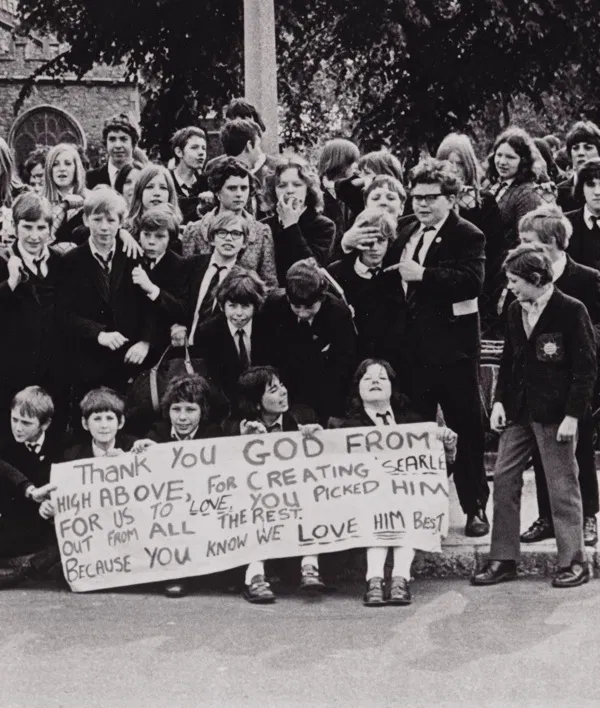 THANK YOU GOD FROM
HIGH ABOVE, FOR CREATING SEARLE
FOR US TO LOVE, YOU PICKED HIM
OUT FROM ALL THE REST.
BECAUSE YOU KNOW WE LOVE HIM BEST